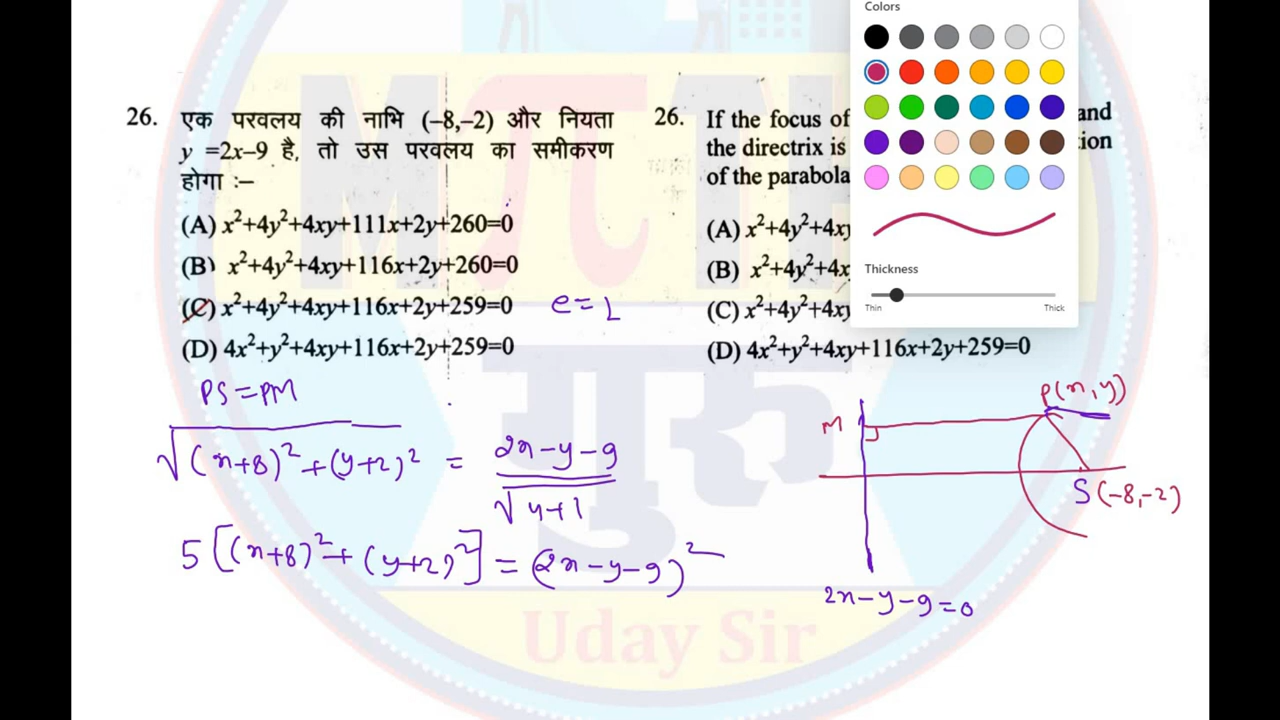 Colors
26. एक परवलय की नाभि (–8,–2) और नियता
y =2x–9 है, तो उस परवलय का समीकरण
होगा :–
(A) x²+4y²+4xy+111x+2y+260=0
(B) x²+4y²+4xy+116x+2y+260=0
(C) x²+4y²+4xy+116x+2y+259=0
(D) 4x²+y²+4xy+116x+2y+259=0
e = 1
26. If the focus of and
the directrix is ion
of the parabola
(A) x²+4y²+4xy
(B) x²+4y²+4x
(C) x²+4y²+4xy
(D) 4x²+y²+4xy+116x+2y+259=0
Thickness
Thin Thick
PS=PM
√(x+8)²+(y+2)² = 2x-y-9/√4+1
5[(x+8)²+(y+2)²] = (2x-y-9)²
P(x,y)
M
S(-8,-2)
2x-y-9=0
MATH
गुरु
Uday Sir